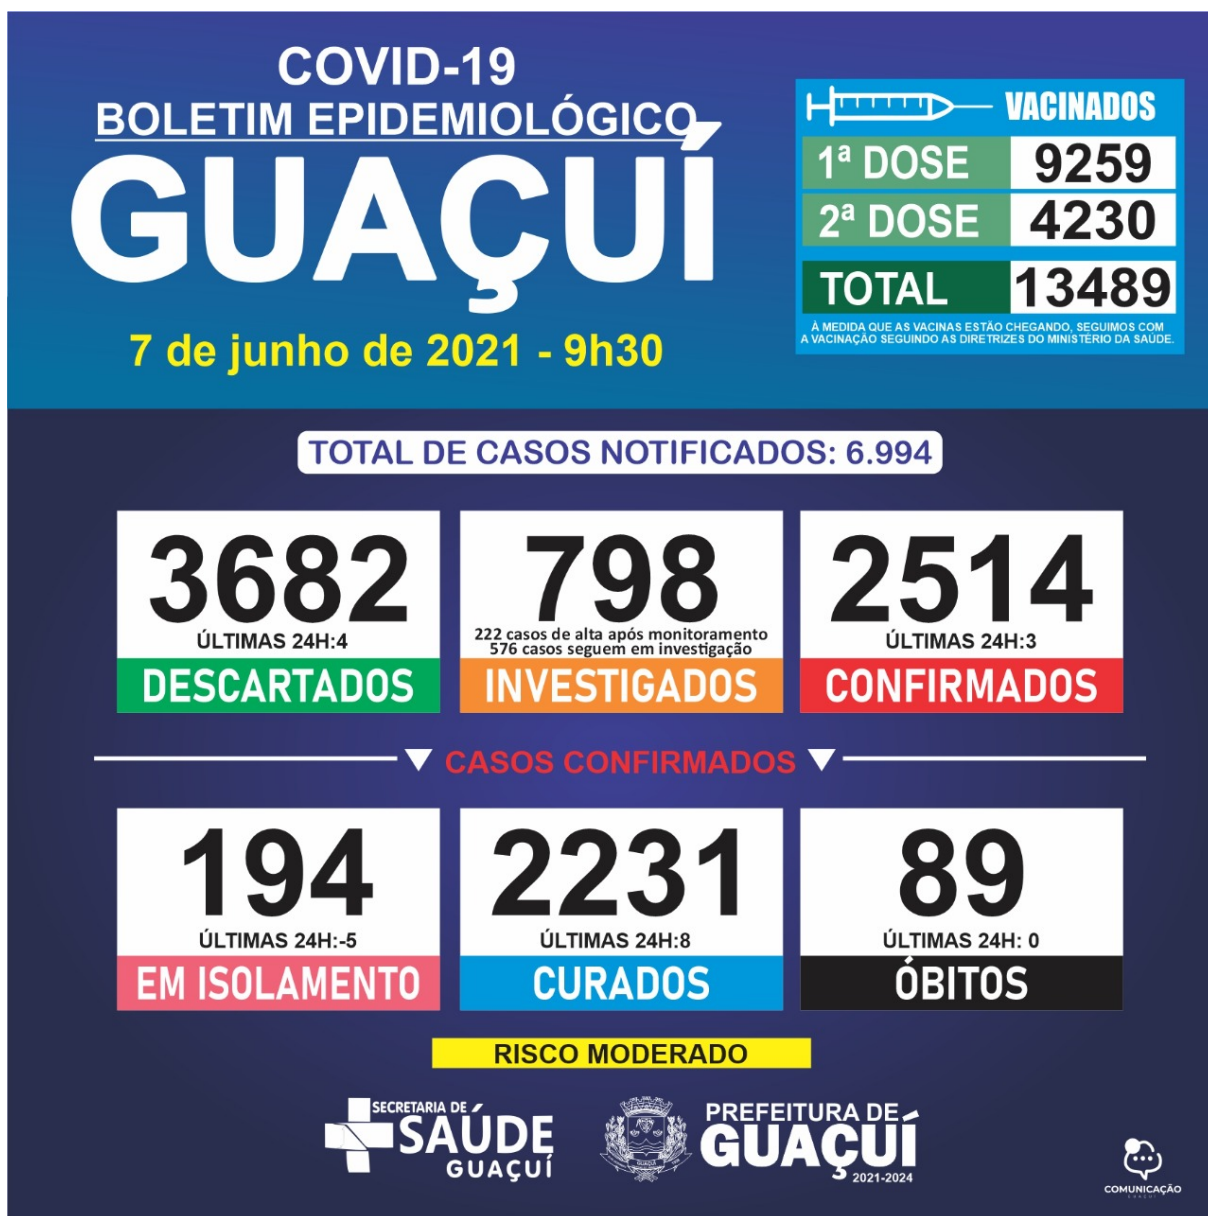 COVID-19
BOLETIM EPIDEMIOLÓGICO
GUAÇUÍ
7 de junho de 2021 - 9h30
VACINADOS
1ª DOSE 9259
2ª DOSE 4230
TOTAL 13489
À MEDIDA QUE AS VACINAS ESTÃO CHEGANDO, SEGUIMOS COM
A VACINAÇÃO SEGUINDO AS DIRETRIZES DO MINISTÉRIO DA SAÚDE.
TOTAL DE CASOS NOTIFICADOS: 6.994
3682
ÚLTIMAS 24H:4
DESCARTADOS
798
222 casos de alta após monitoramento
576 casos seguem em investigação
INVESTIGADOS
2514
ÚLTIMAS 24H:3
CONFIRMADOS
CASOS CONFIRMADOS
194
ÚLTIMAS 24H:-5
EM ISOLAMENTO
2231
ÚLTIMAS 24H:8
CURADOS
89
ÚLTIMAS 24H: 0
ÓBITOS
RISCO MODERADO
SECRETARIA DE
SAÚDE
GUAÇUÍ
PREFEITURA DE
GUAÇUÍ
2021-2024
COMUNICAÇÃO
GUAÇUÍ